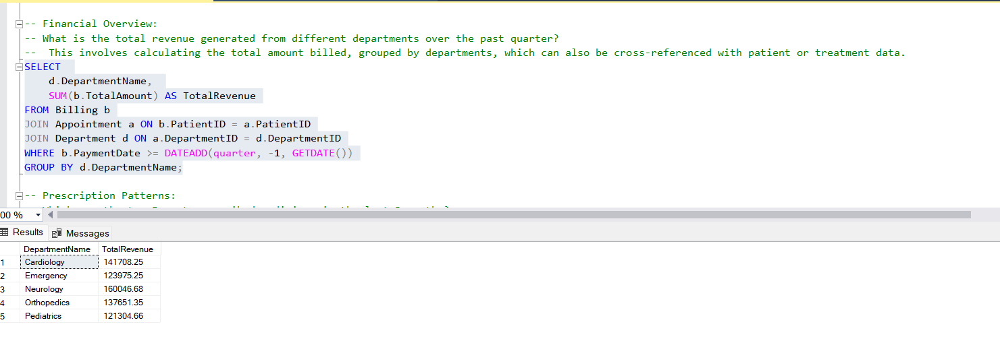 -- Financial Overview:
-- What is the total revenue generated from different departments over the past quarter?
--  This involves calculating the total amount billed, grouped by departments, which can also be cross-referenced with patient or treatment data.
SELECT
    d.DepartmentName,
    SUM(b.TotalAmount) AS TotalRevenue
FROM Billing b
JOIN Appointment a ON b.PatientID = a.PatientID
JOIN Department d ON a.DepartmentID = d.DepartmentID
WHERE b.PaymentDate >= DATEADD(quarter, -1, GETDATE())
GROUP BY d.DepartmentName;
-- Prescription Patterns:
00 %
Results Messages
DepartmentName TotalRevenue
1 Cardiology 141708.25
2 Emergency 123975.25
3 Neurology 160046.68
4 Orthopedics 137651.35
5 Pediatrics 121304.66